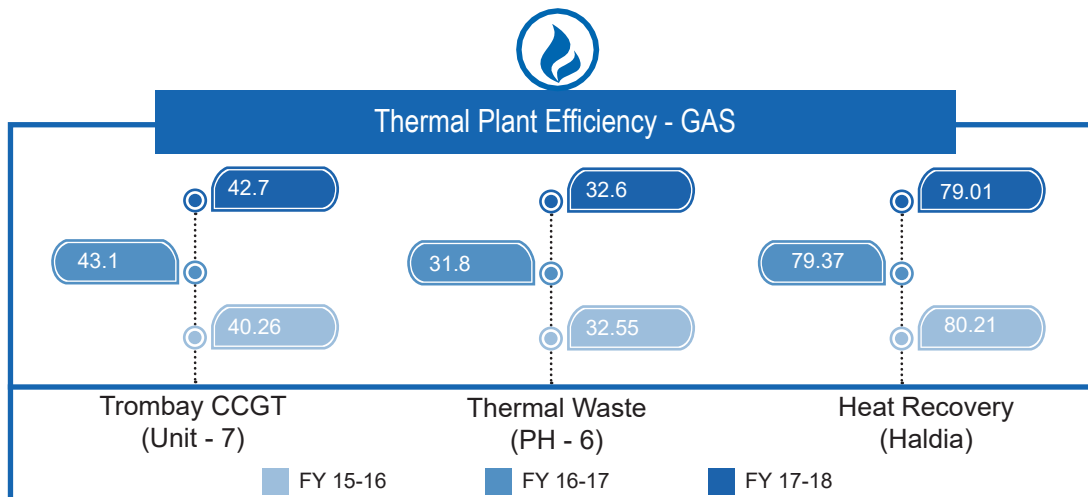 Thermal Plant Efficiency - GAS
42.7
32.6
79.01
43.1
31.8
79.37
40.26
32.55
80.21
Trombay CCGT
(Unit - 7)
Thermal Waste
(PH - 6)
Heat Recovery
(Haldia)
FY 15-16
FY 16-17
FY 17-18